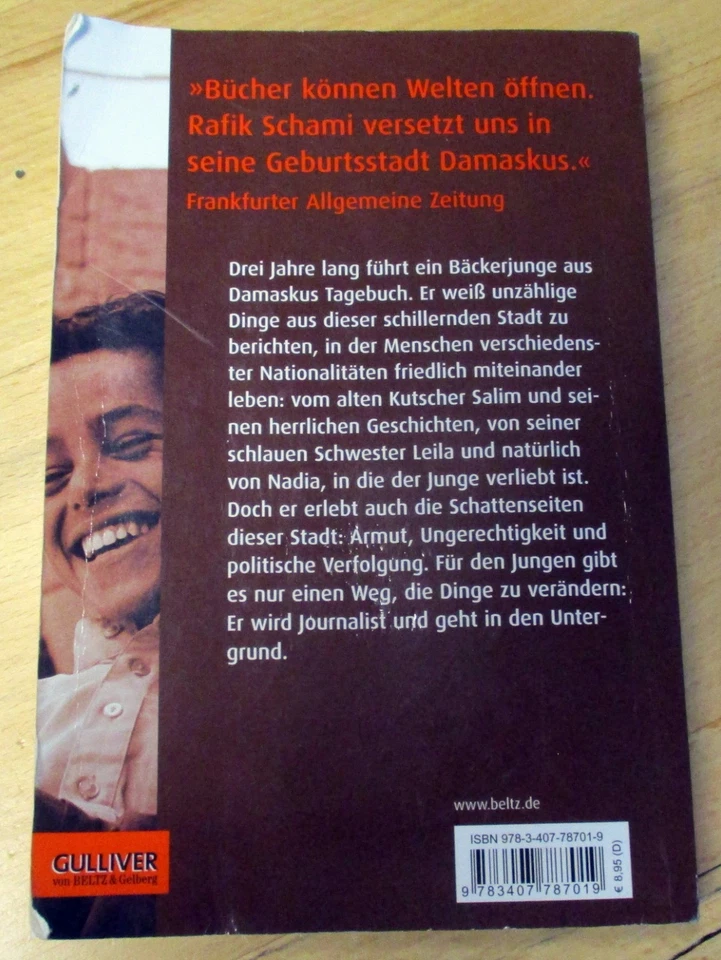 »Bücher können Welten öffnen.
Rafik Schami versetzt uns in
seine Geburtsstadt Damaskus.«
Frankfurter Allgemeine Zeitung
Drei Jahre lang führt ein Bäckerjunge aus
Damaskus Tagebuch. Er weiß unzählige
Dinge aus dieser schillernden Stadt zu
berichten, in der Menschen verschiedens-
ter Nationalitäten friedlich miteinander
leben: vom alten Kutscher Salim und sei-
nen herrlichen Geschichten, von seiner
schlauen Schwester Leila und natürlich
von Nadia, in die der Junge verliebt ist.
Doch er erlebt auch die Schattenseiten
dieser Stadt: Armut, Ungerechtigkeit und
politische Verfolgung. Für den Jungen gibt
es nur einen Weg, die Dinge zu verändern:
Er wird Journalist und geht in den Unter-
grund.
www.beltz.de
ISBN 978-3-407-78701-9
9 783407 787019
€ 8,95 (D)
GULLIVER
von BELTZ & Gelberg